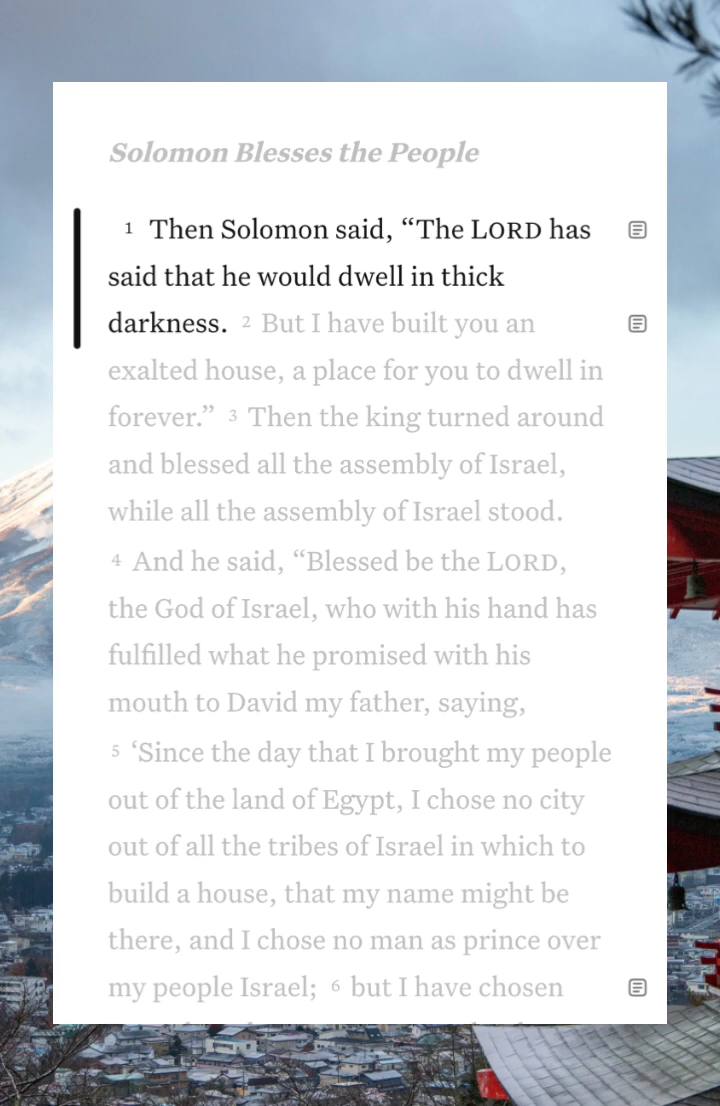 Solomon Blesses the People
1 Then Solomon said, “The LORD has
said that he would dwell in thick
darkness. 2 But I have built you an
exalted house, a place for you to dwell in
forever.” 3 Then the king turned around
and blessed all the assembly of Israel,
while all the assembly of Israel stood.
4 And he said, “Blessed be the LORD,
the God of Israel, who with his hand has
fulfilled what he promised with his
mouth to David my father, saying,
5 ‘Since the day that I brought my people
out of the land of Egypt, I chose no city
out of all the tribes of Israel in which to
build a house, that my name might be
there, and I chose no man as prince over
my people Israel; 6 but I have chosen